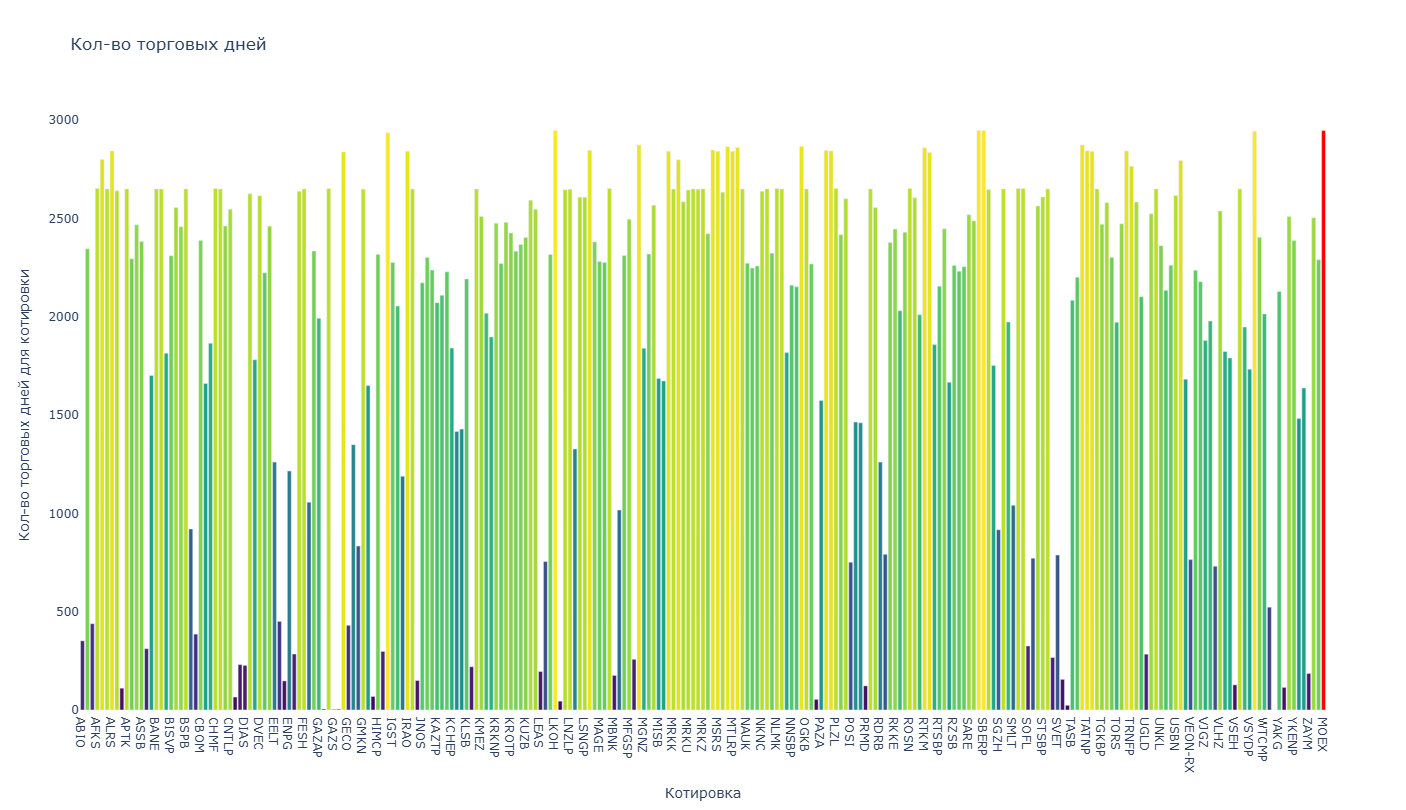 Кол-во торговых дней
3000
2500
2000
1500
1000
500
0
Кол-во торговых дней для котировки
ABIO
AFKS
ALRS
APTK
ASSB
BANE
BISVP
BSPB
CBOM
CHMF
CNTLP
DIAS
DVEC
EELT
ENPG
FESH
GAZAP
GAZS
GECO
GMKN
HIMCP
IGST
IRAO
JNOS
KAZTP
KCHEP
KLSB
KMEZ
KRKNP
KROTP
KUZB
LEAS
LKOH
LNZLP
LSNGP
MAGE
MBNK
MFGSP
MGNZ
MISB
MRKK
MRKU
MRKZ
MSRS
MTLRP
NAUK
NKNC
NLMK
NNSBP
OGKB
PAZA
PLZL
POSI
PRMD
RDRB
RKKE
ROSN
RTKM
RTSBP
RZSB
SARE
SBERP
SGZH
SMLT
SOFL
STSBP
SVET
TASB
TATNP
TGKBP
TORS
TRNFP
UGLD
UNKL
USBN
VEON-RX
VJGZ
VLHZ
VSEH
VSYDP
WTCMP
YAKG
YKENP
ZAYM
MOEX
Котировка